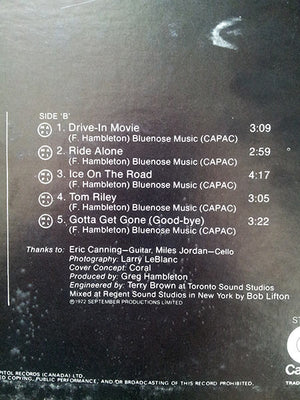 SIDE 'B'
1. Drive-In Movie 3:09
(F. Hambleton) Bluenose Music (CAPAC)
2. Ride Alone 2:59
(F. Hambleton) Bluenose Music (CAPAC)
3. Ice On The Road 4:17
(F. Hambleton) Bluenose Music (CAPAC)
4. Tom Riley 3:05
(F. Hambleton) Bluenose Music (CAPAC)
5. Gotta Get Gone (Good-bye) 3:22
(F. Hambleton) Bluenose Music (CAPAC)
Thanks to: Eric Canning—Guitar, Miles Jordan—Cello
Photography: Larry LeBlanc
Cover Concept: Coral
Produced by: Greg Hambleton
Engineered by: Terry Brown at Toronto Sound Studios
Mixed at Regent Sound Studios in New York by Bob Lifton
℗1972 SEPTEMBER PRODUCTIONS LIMITED
ST
Ca
PITOL RECORDS (CANADA) LTD. TRAD
ED COPYING, PUBLIC PERFORMANCE, AND/OR BROADCASTING OF THIS RECORD PROHIBITED.